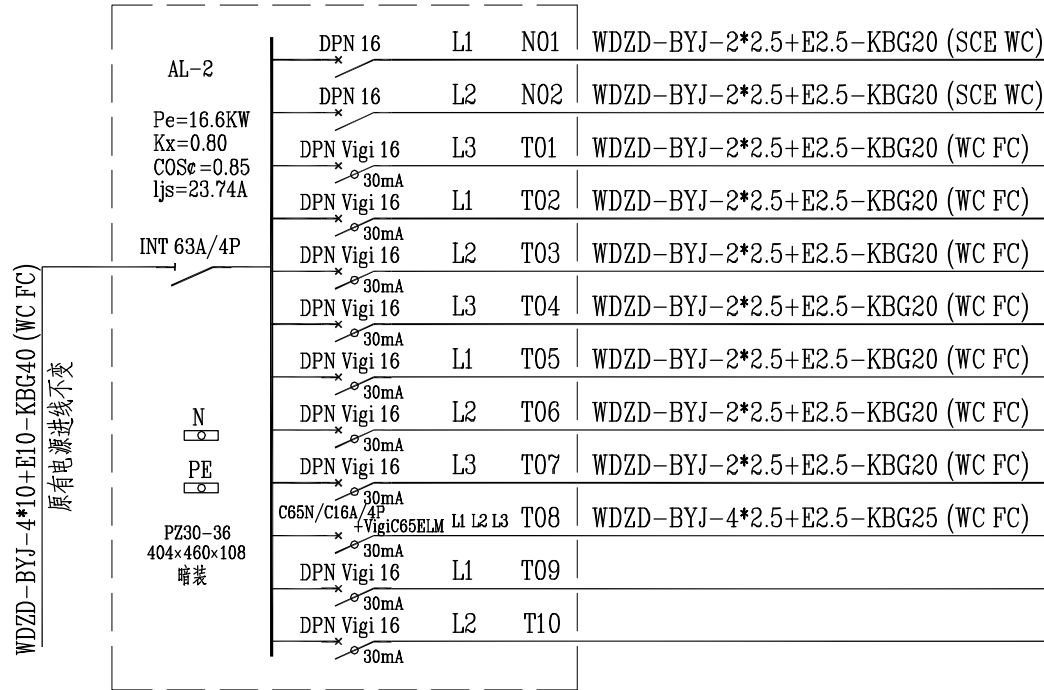 DPN 16 L1 N01 WDZD-BYJ-2*2.5+E2.5-KBG20 (SCE WC)
AL-2
DPN 16 L2 N02 WDZD-BYJ-2*2.5+E2.5-KBG20 (SCE WC)
Pe=16.6KW
Kx=0.80
COS¢=0.85
ljs=23.74A
DPN Vigi 16 L3 T01 WDZD-BYJ-2*2.5+E2.5-KBG20 (WC FC)
30mA
DPN Vigi 16 L1 T02 WDZD-BYJ-2*2.5+E2.5-KBG20 (WC FC)
30mA
INT 63A/4P
DPN Vigi 16 L2 T03 WDZD-BYJ-2*2.5+E2.5-KBG20 (WC FC)
30mA
DPN Vigi 16 L3 T04 WDZD-BYJ-2*2.5+E2.5-KBG20 (WC FC)
30mA
DPN Vigi 16 L1 T05 WDZD-BYJ-2*2.5+E2.5-KBG20 (WC FC)
30mA
DPN Vigi 16 L2 T06 WDZD-BYJ-2*2.5+E2.5-KBG20 (WC FC)
30mA
N
DPN Vigi 16 L3 T07 WDZD-BYJ-2*2.5+E2.5-KBG20 (WC FC)
30mA
PE
C65N/C16A/4P
+VigiC65ELM L1 L2 L3 T08 WDZD-BYJ-4*2.5+E2.5-KBG25 (WC FC)
30mA
PZ30-36
404×460×108
暗装
DPN Vigi 16 L1 T09
30mA
DPN Vigi 16 L2 T10
30mA
WDZD-BYJ-4*10+E10-KBG40 (WC FC)
原有电源进线不变